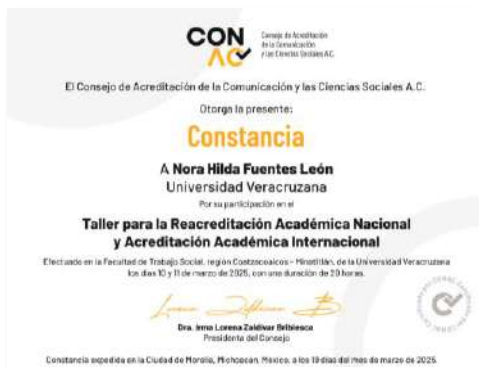 CON
AC
Consejo de Acreditación
de la Comunicación
y las Ciencias Sociales A.C.
El Consejo de Acreditación de la Comunicación y las Ciencias Sociales A.C.
Otorga la presente:
Constancia
A Nora Hilda Fuentes León
Universidad Veracruzana
Por su participación en el
Taller para la Reacreditación Académica Nacional
y Acreditación Académica Internacional
Efectuado en la Facultad de Trabajo Social, región Coatzacoalcos - Minatitlán, de la Universidad Veracruzana
los días 10 y 11 de marzo de 2025, con una duración de 20 horas.
Dra. Irma Lorena Zaldívar Bribiesca
Presidenta del Consejo
Constancia expedida en la Ciudad de Morelia, Michoacan, México, a los 19 días del mes de marzo de 2025.